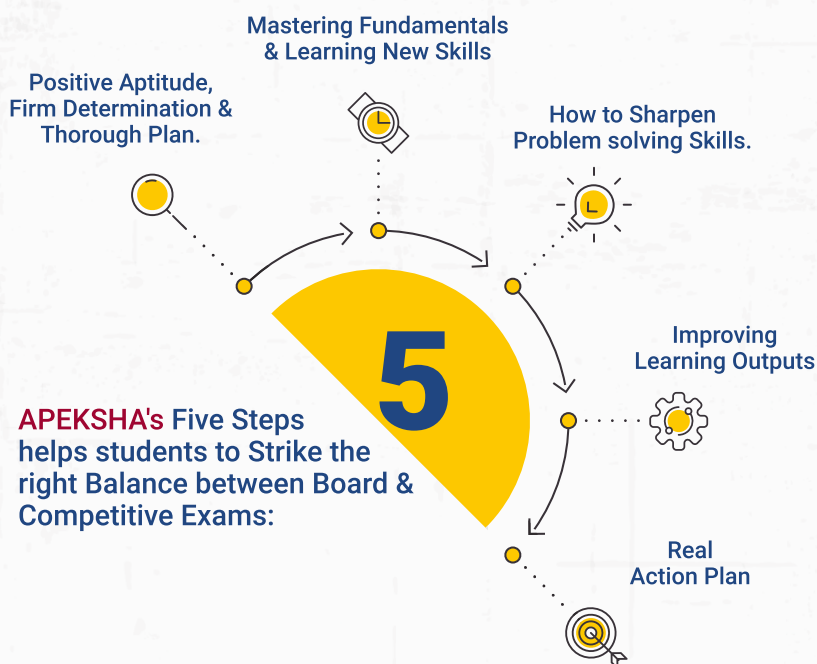 Mastering Fundamentals
& Learning New Skills
Positive Aptitude,
Firm Determination &
Thorough Plan.
How to Sharpen
Problem solving Skills.
Improving
Learning Outputs
5
APEKSHA's Five Steps
helps students to Strike the
right Balance between Board &
Competitive Exams:
Real
Action Plan